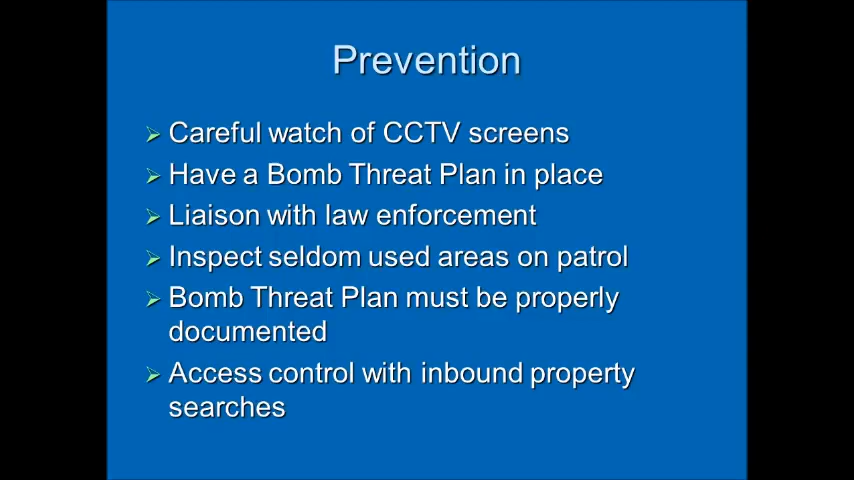 Prevention
Careful watch of CCTV screens
Have a Bomb Threat Plan in place
Liaison with law enforcement
Inspect seldom used areas on patrol
Bomb Threat Plan must be properly
documented
Access control with inbound property
searches